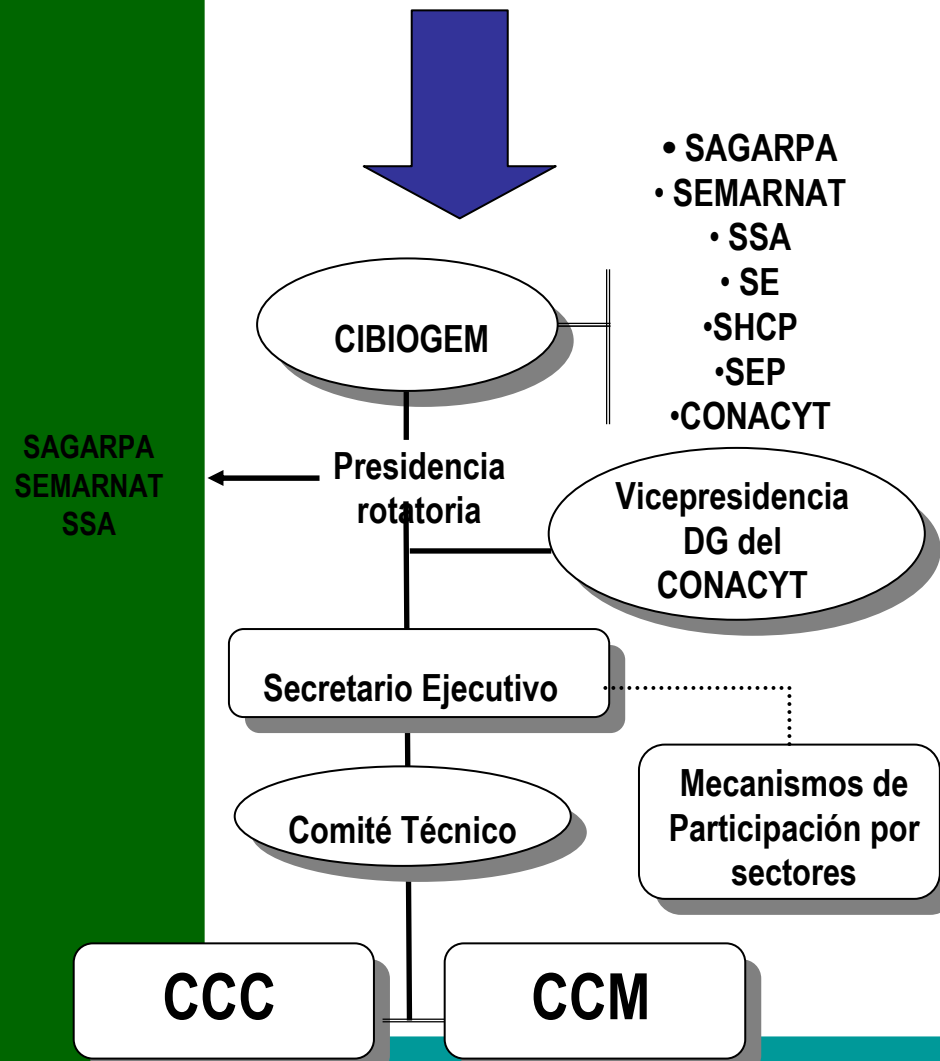 • SAGARPA
• SEMARNAT
• SSA
• SE
•SHCP
•SEP
•CONACYT
CIBIOGEM
Presidencia
rotatoria
SAGARPA
SEMARNAT
SSA
Vicepresidencia
DG del
CONACYT
Secretario Ejecutivo
Mecanismos de
Participación por
sectores
Comité Técnico
CCC
CCM